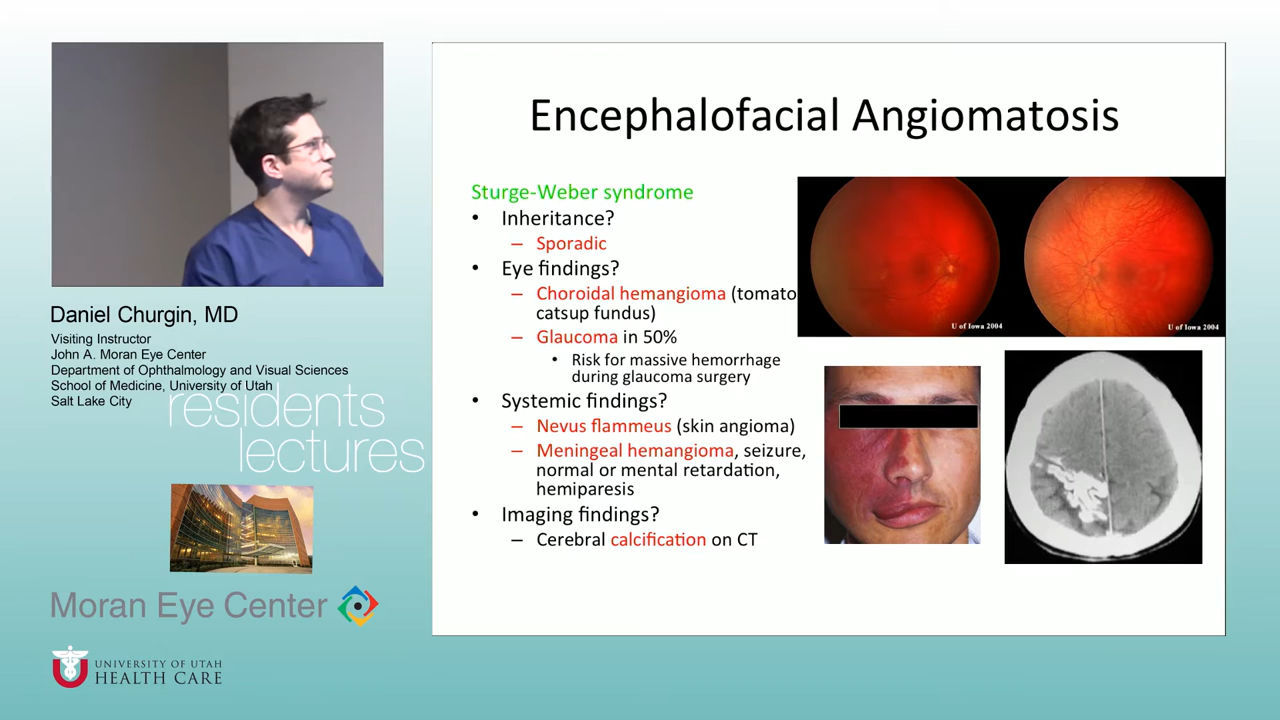 Daniel Churgin, MD
Visiting Instructor
John A. Moran Eye Center
Department of Ophthalmology and Visual Sciences
School of Medicine, University of Utah
Salt Lake City
residents
lectures
Moran Eye Center
UNIVERSITY OF UTAH
HEALTH CARE
Encephalofacial Angiomatosis
Sturge-Weber syndrome
• Inheritance?
– Sporadic
• Eye findings?
– Choroidal hemangioma (tomato
catsup fundus)
– Glaucoma in 50%
• Risk for massive hemorrhage
during glaucoma surgery
• Systemic findings?
– Nevus flammeus (skin angioma)
– Meningeal hemangioma, seizure,
normal or mental retardation,
hemiparesis
• Imaging findings?
– Cerebral calcification on CT
U of Iowa 2004
U of Iowa 2004